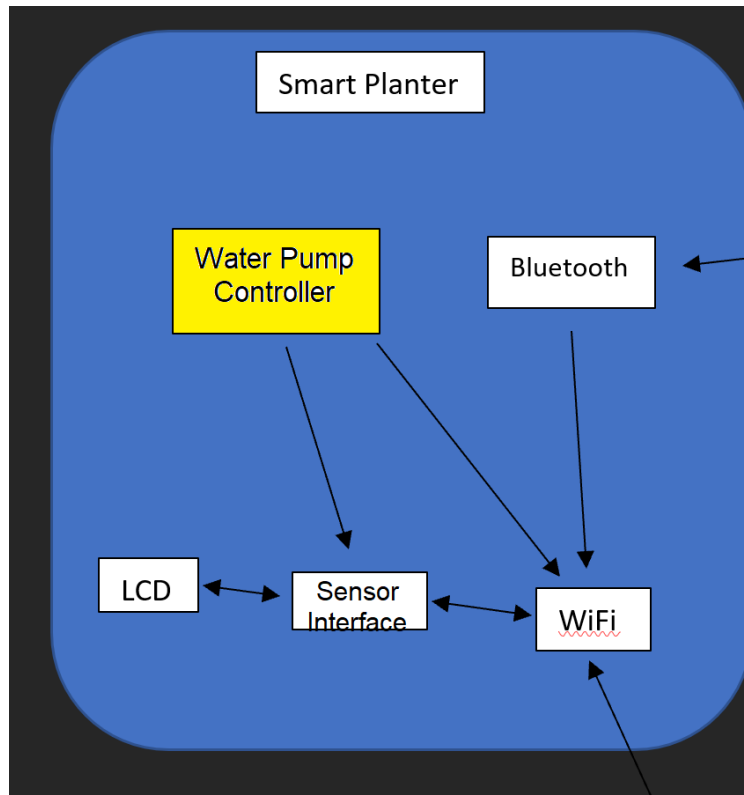 Smart Planter
Water Pump
Controller
Bluetooth
LCD
Sensor
Interface
WiFi